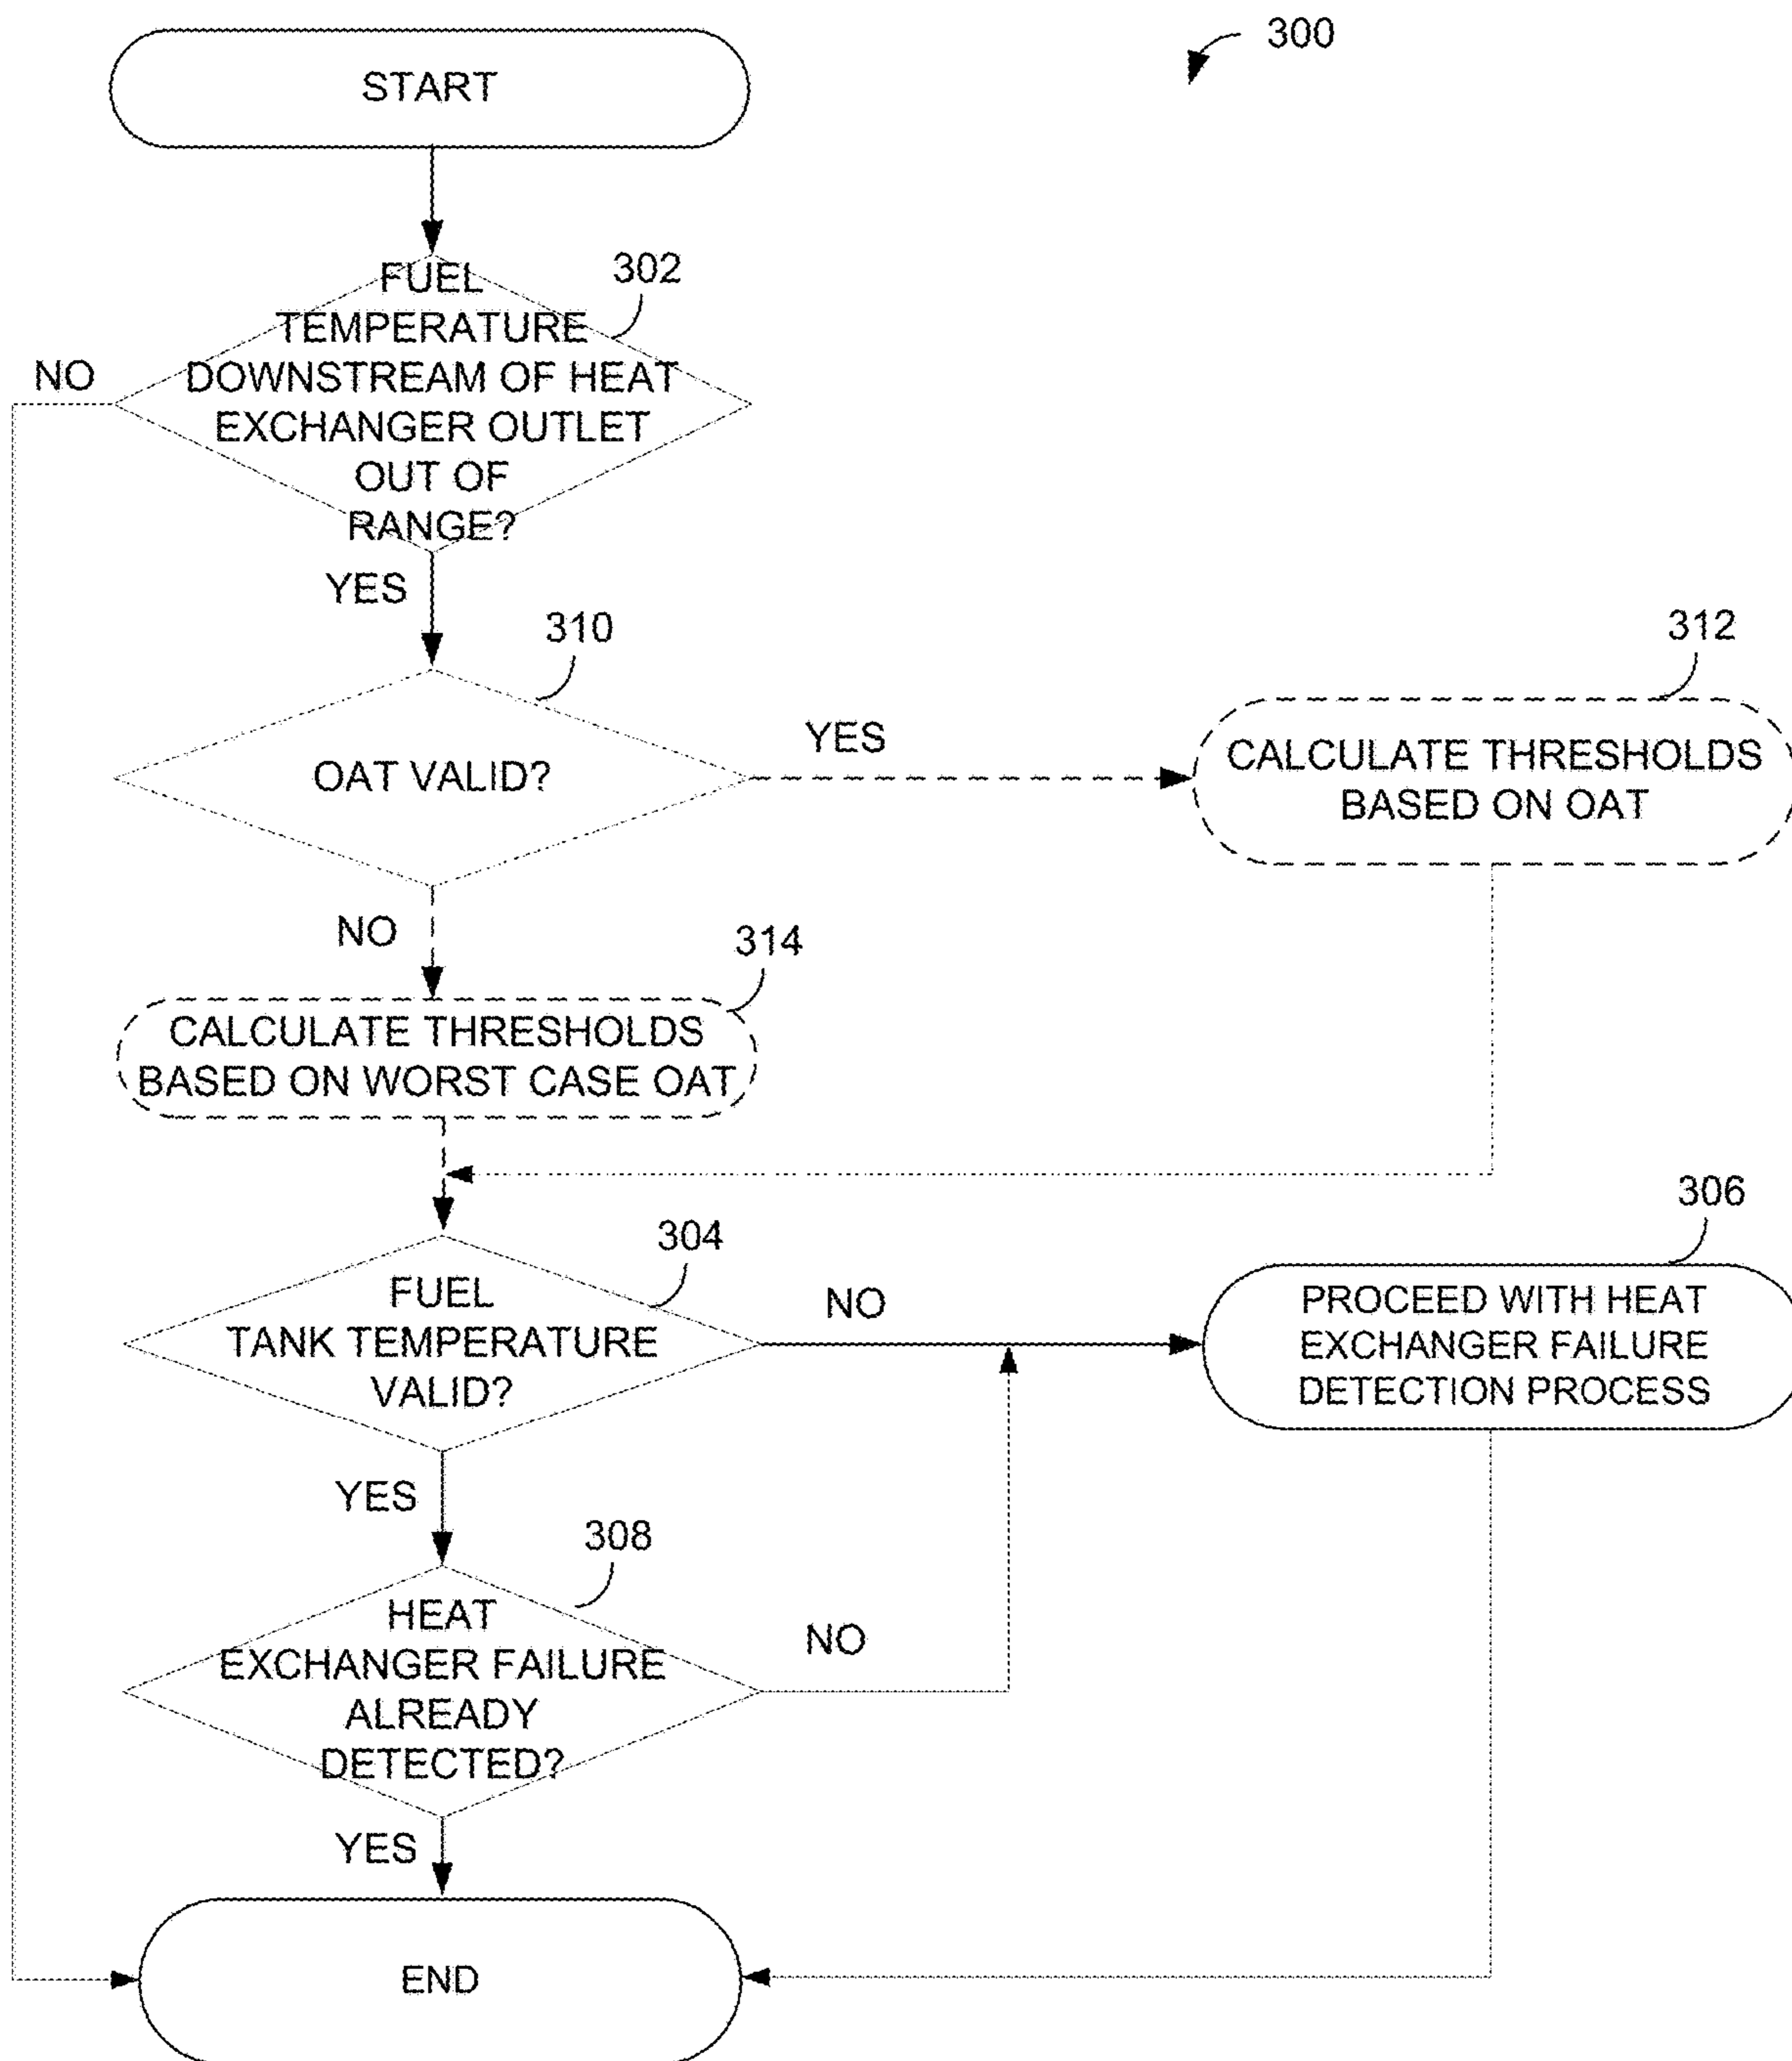 300
START
302
FUEL
TEMPERATURE
DOWNSTREAM OF HEAT
EXCHANGER OUTLET
OUT OF
RANGE?
NO
YES
310
OAT VALID?
YES
312
CALCULATE THRESHOLDS
BASED ON OAT
NO
314
CALCULATE THRESHOLDS
BASED ON WORST CASE OAT
304
FUEL
TANK TEMPERATURE
VALID?
NO
306
PROCEED WITH HEAT
EXCHANGER FAILURE
DETECTION PROCESS
YES
308
HEAT
EXCHANGER FAILURE
ALREADY
DETECTED?
NO
YES
END